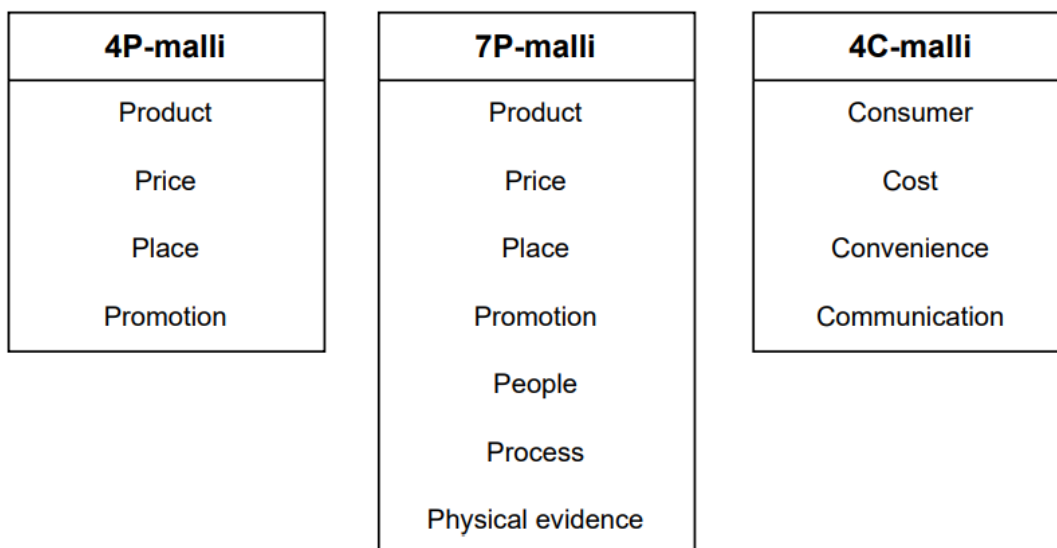 4P-malli
Product
Price
Place
Promotion
7P-malli
Product
Price
Place
Promotion
People
Process
Physical evidence
4C-malli
Consumer
Cost
Convenience
Communication